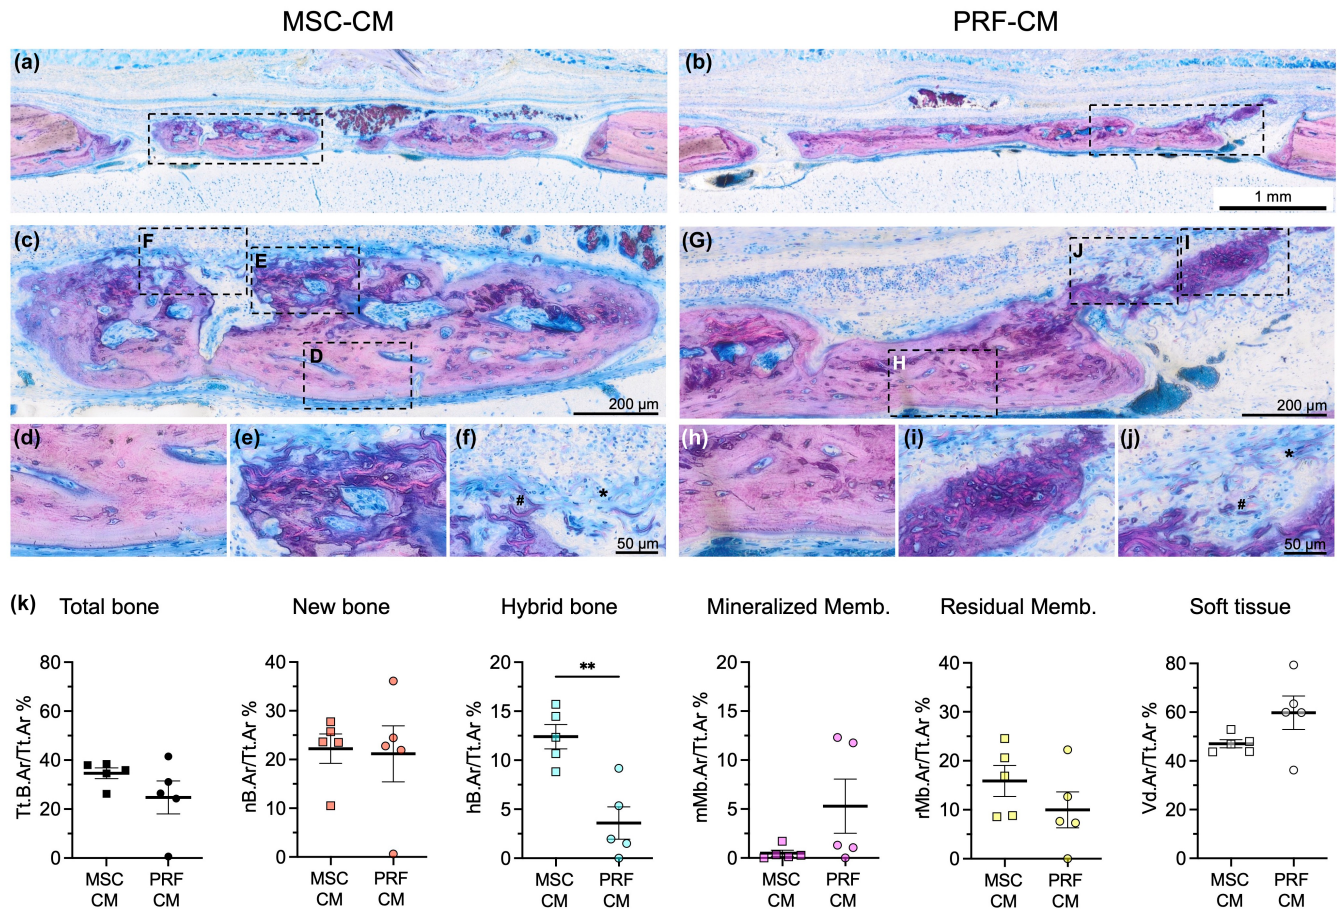 MSC-CM PRF-CM
(a) (b)
1 mm
(c) F E D (G) J I H
200 µm 200 µm
(d) (e) (f) # * (h) (i) (j) * #
50 µm 50 µm
(k) Total bone New bone Hybrid bone Mineralized Memb. Residual Memb. Soft tissue
Tt.B.Ar/Tt.Ar %
80
60
40
20
0
MSC PRF
CM CM
nB.Ar/Tt.Ar %
40
30
20
10
0
MSC PRF
CM CM
hB.Ar/Tt.Ar %
20
15
10
5
0
**
MSC PRF
CM CM
mMb.Ar/Tt.Ar %
20
15
10
5
0
MSC PRF
CM CM
rMb.Ar/Tt.Ar %
40
30
20
10
0
MSC PRF
CM CM
Vd.Ar/Tt.Ar %
80
60
40
20
0
MSC PRF
CM CM